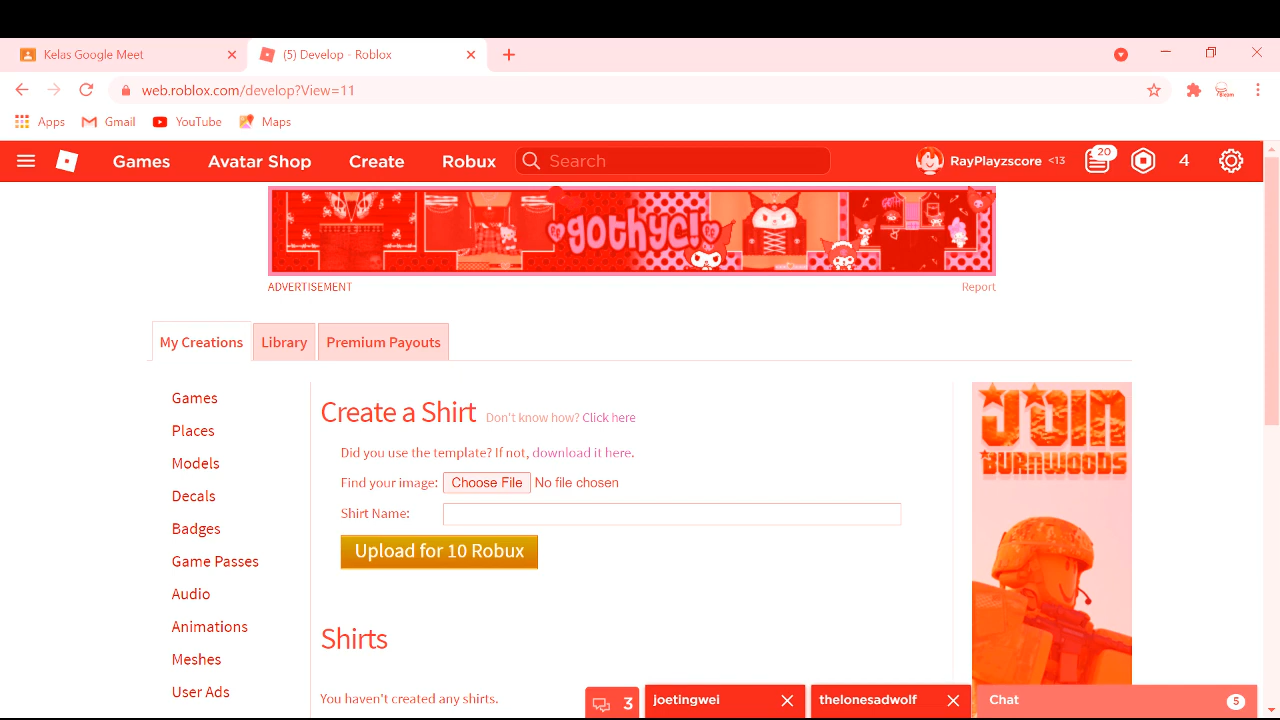 Kelas Google Meet
(5) Develop - Roblox
web.roblox.com/develop?View=11
Apps Gmail YouTube Maps
Games Avatar Shop Create Robux Search RayPlayzscore <13 20 4
gothyc!
ADVERTISEMENT Report
My Creations Library Premium Payouts
Games
Places
Models
Decals
Badges
Game Passes
Audio
Animations
Meshes
User Ads
Create a Shirt Don't know how? Click here
Did you use the template? If not, download it here.
Find your image: Choose File No file chosen
Shirt Name:
Upload for 10 Robux
Shirts
You haven't created any shirts.
JOIN
BURNWOODS
3 joetingwei thelonesadwolf Chat 5